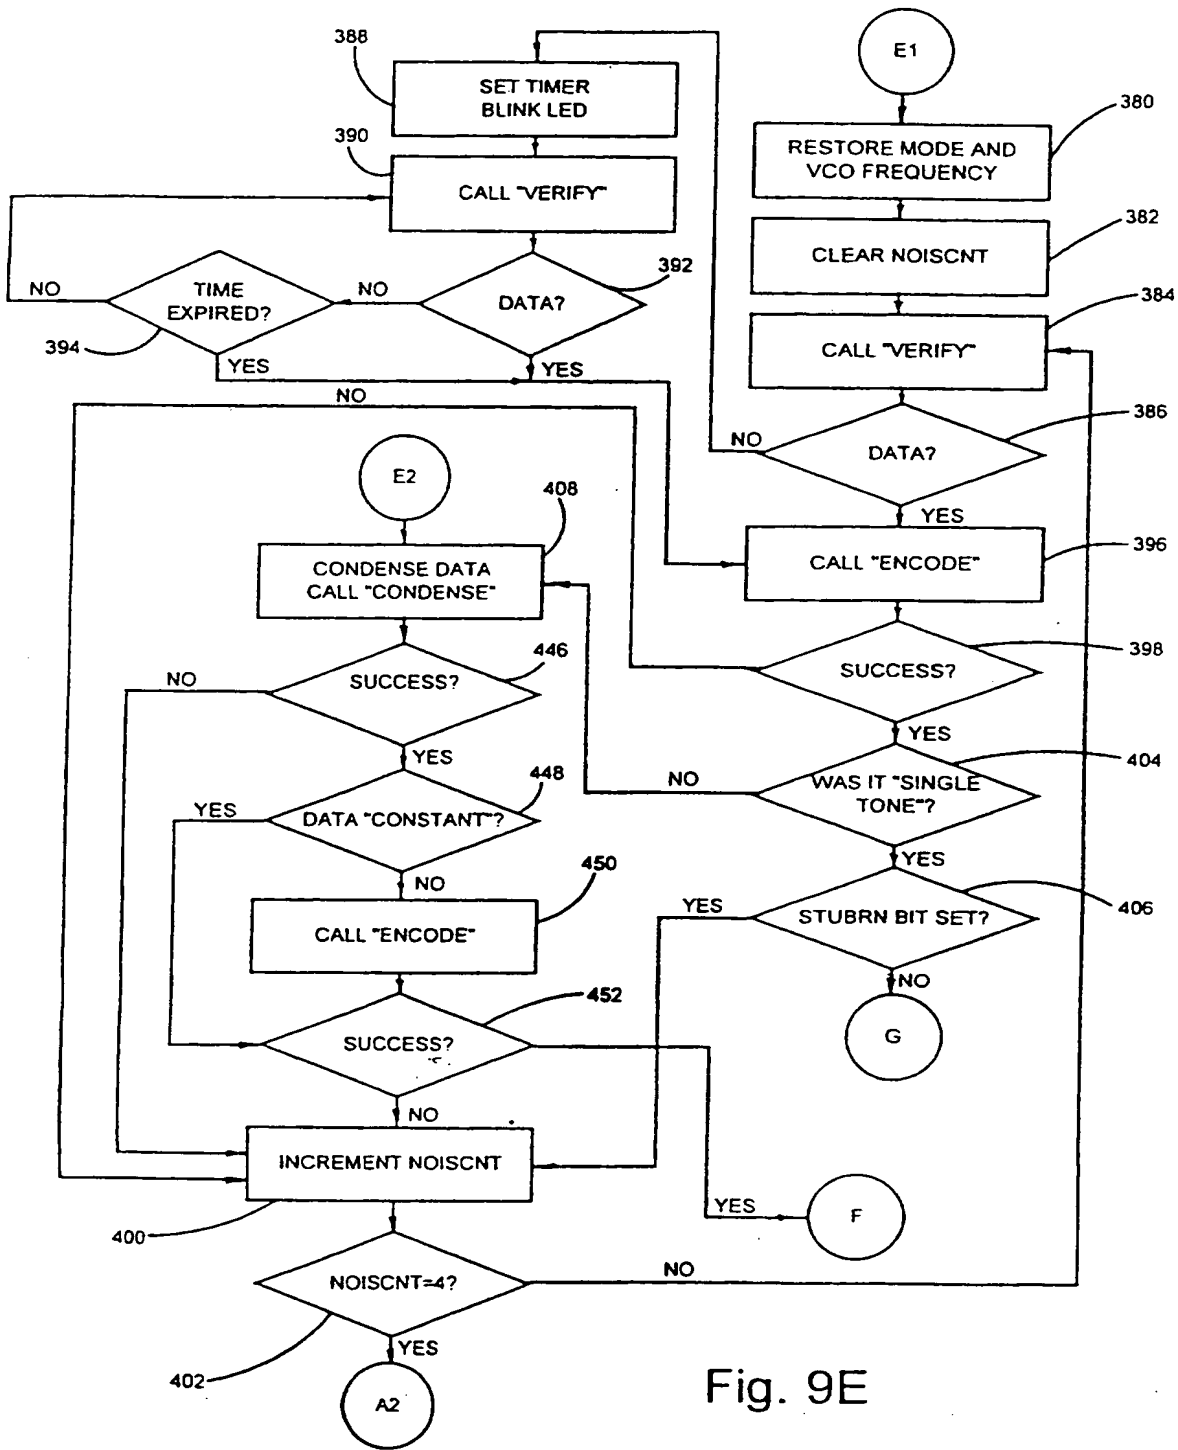 388
SET TIMER
BLINK LED
390
CALL "VERIFY"
392
DATA?
NO
TIME
EXPIRED?
NO
394
YES
YES
E1
380
RESTORE MODE AND
VCO FREQUENCY
382
CLEAR NOISCNT
384
CALL "VERIFY"
386
DATA?
NO
YES
396
CALL "ENCODE"
398
SUCCESS?
NO
YES
404
WAS IT "SINGLE
TONE"?
NO
YES
406
STUBRN BIT SET?
YES
NO
G
E2
408
CONDENSE DATA
CALL "CONDENSE"
446
SUCCESS?
NO
YES
448
DATA "CONSTANT"?
YES
NO
450
CALL "ENCODE"
452
SUCCESS?
NO
YES
F
INCREMENT NOISCNT
400
NOISCNT=4?
NO
402
YES
A2
Fig. 9E